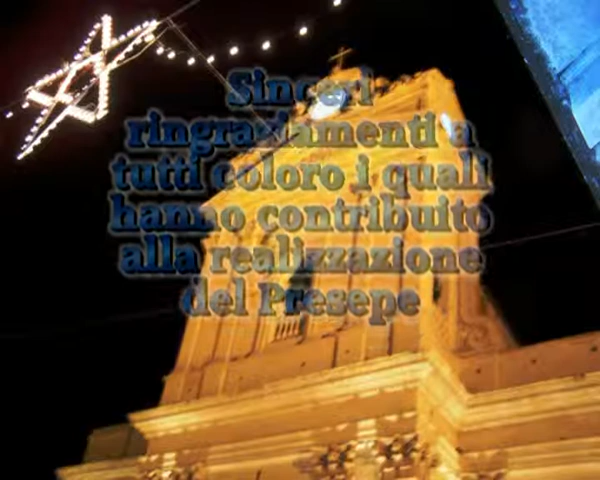 Sinceri
ringraziamenti a
tutti coloro i quali
hanno contribuito
alla realizzazione
del Presepe